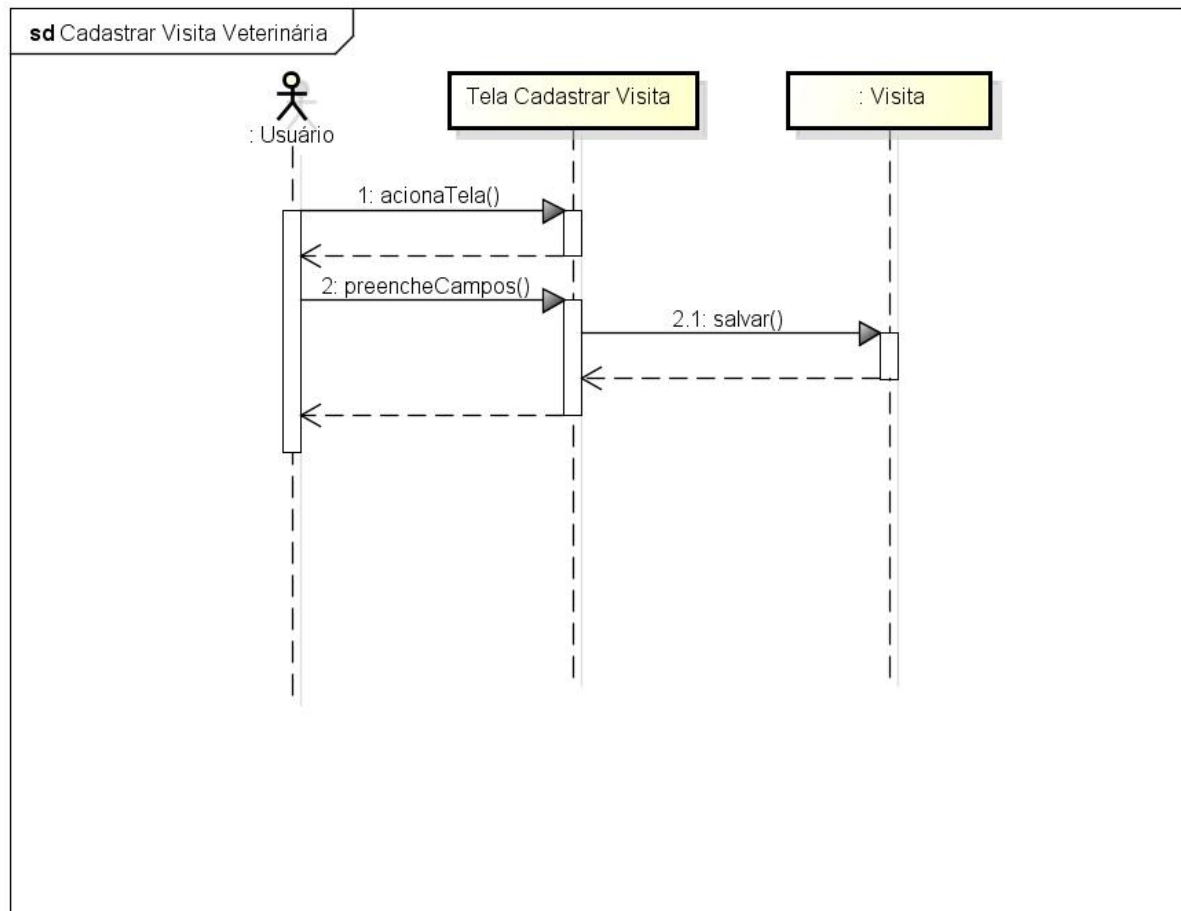 sd Cadastrar Visita Veterinária
: Usuário
Tela Cadastrar Visita
: Visita
1: acionaTela()
2: preencheCampos()
2.1: salvar()